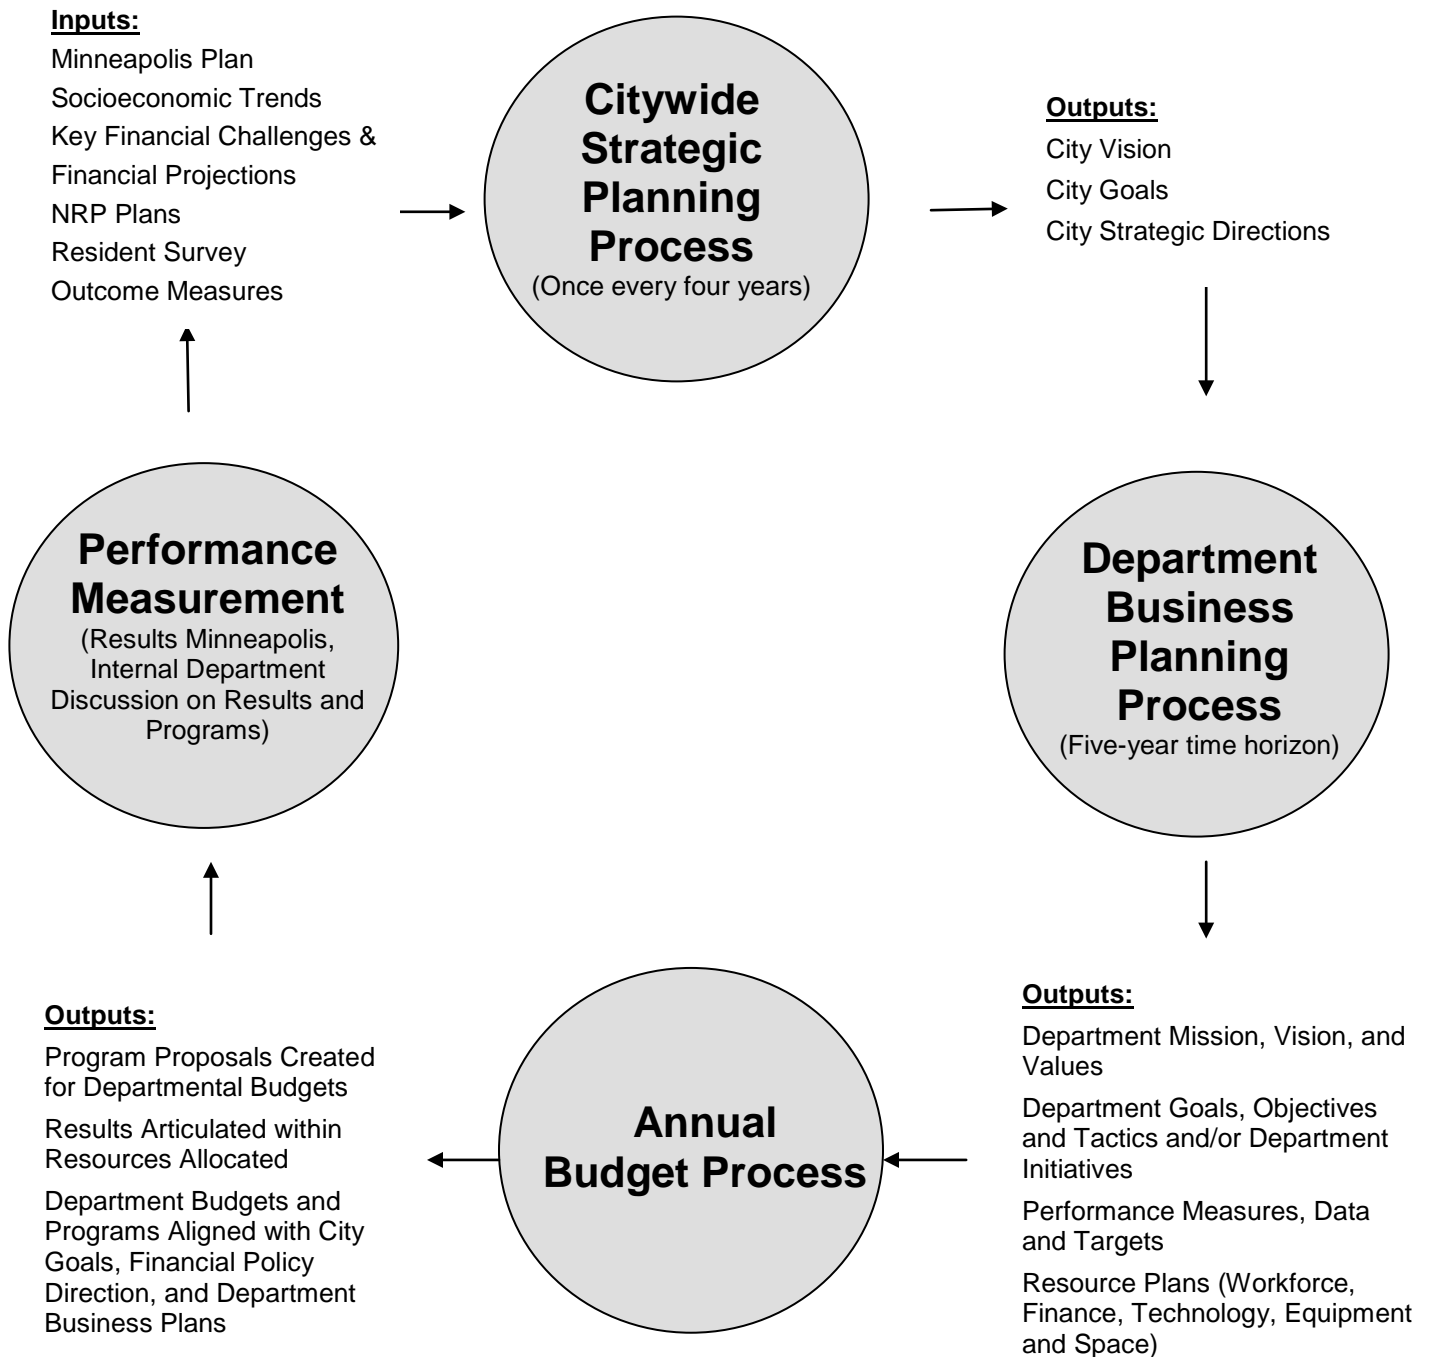 Inputs:
Minneapolis Plan
Socioeconomic Trends
Key Financial Challenges &
Financial Projections
NRP Plans
Resident Survey
Outcome Measures
Citywide
Strategic
Planning
Process
(Once every four years)
Outputs:
City Vision
City Goals
City Strategic Directions
Performance
Measurement
(Results Minneapolis,
Internal Department
Discussion on Results and
Programs)
Department
Business
Planning
Process
(Five-year time horizon)
Outputs:
Program Proposals Created
for Departmental Budgets
Results Articulated within
Resources Allocated
Department Budgets and
Programs Aligned with City
Goals, Financial Policy
Direction, and Department
Business Plans
Annual
Budget Process
Outputs:
Department Mission, Vision, and
Values
Department Goals, Objectives
and Tactics and/or Department
Initiatives
Performance Measures, Data
and Targets
Resource Plans (Workforce,
Finance, Technology, Equipment
and Space)